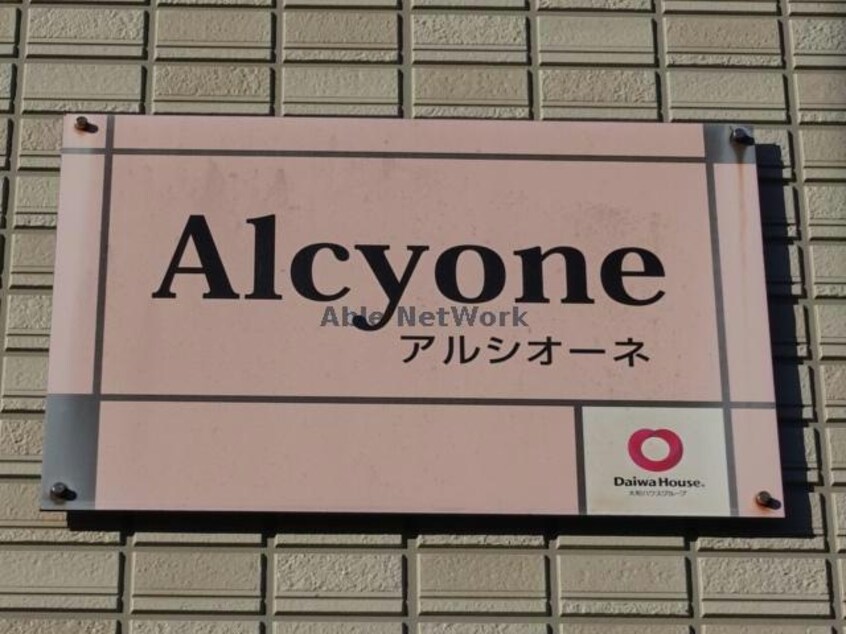 Alcyone
Able NetWork
アルシオーネ
Daiwa House®
大和ハウスグループ